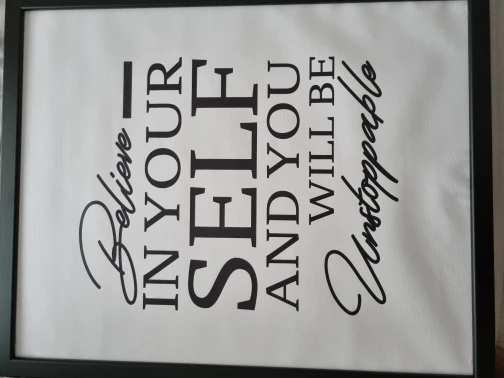 Believe
IN YOUR
SELF
AND YOU
WILL BE
Unstoppable